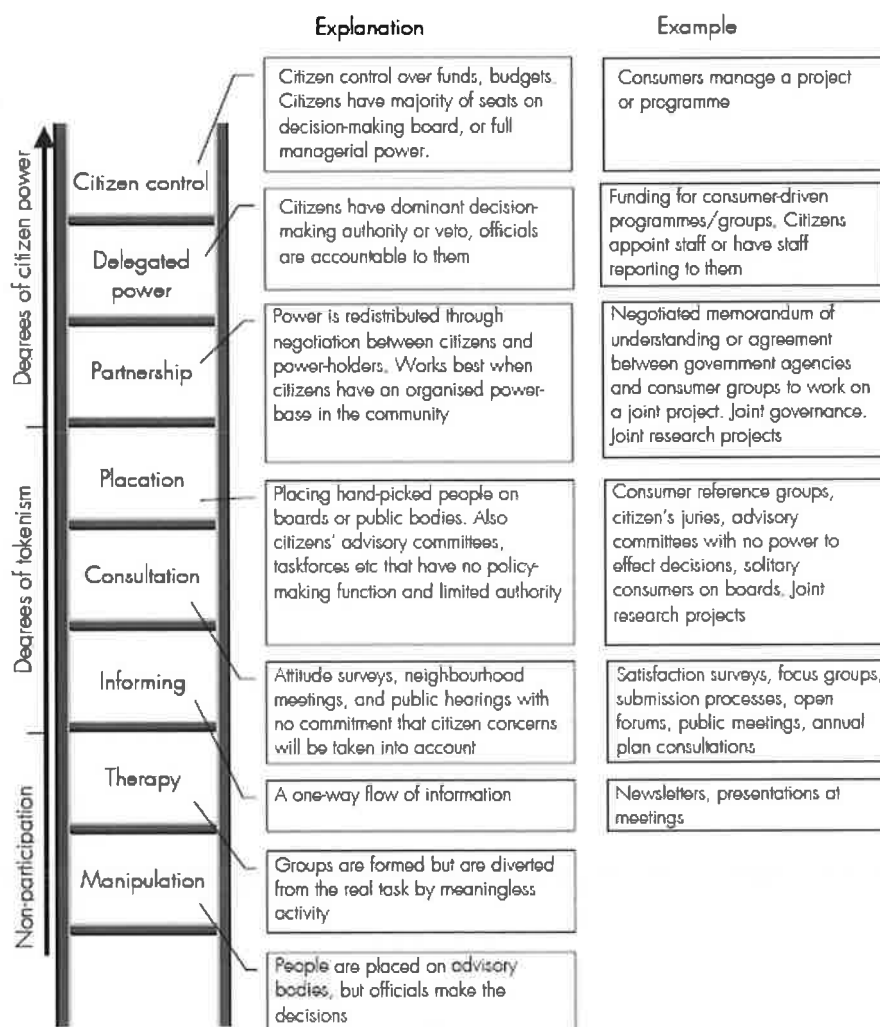 Explanation
Example
Citizen control
Citizen control over funds, budgets.
Citizens have majority of seats on
decision-making board, or full
managerial power.
Consumers manage a project
or programme
Delegated
power
Citizens have dominant decision-
making authority or veto, officials
are accountable to them
Funding for consumer-driven
programmes/groups. Citizens
appoint staff or have staff
reporting to them
Partnership
Power is redistributed through
negotiation between citizens and
power-holders. Works best when
citizens have an organised power-
base in the community
Negotiated memorandum of
understanding or agreement
between government agencies
and consumer groups to work on
a joint project. Joint governance.
Joint research projects
Placation
Placing hand-picked people on
boards or public bodies. Also
citizens' advisory committees,
taskforces etc that have no policy-
making function and limited authority
Consumer reference groups,
citizen's juries, advisory
committees with no power to
effect decisions, solitary
consumers on boards. Joint
research projects
Consultation
Attitude surveys, neighbourhood
meetings, and public hearings with
no commitment that citizen concerns
will be taken into account
Satisfaction surveys, focus groups,
submission processes, open
forums, public meetings, annual
plan consultations
Informing
A one-way flow of information
Newsletters, presentations at
meetings
Therapy
Groups are formed but are diverted
from the real task by meaningless
activity
Manipulation
People are placed on advisory
bodies, but officials make the
decisions
Degrees of citizen power
Degrees of tokenism
Non-participation